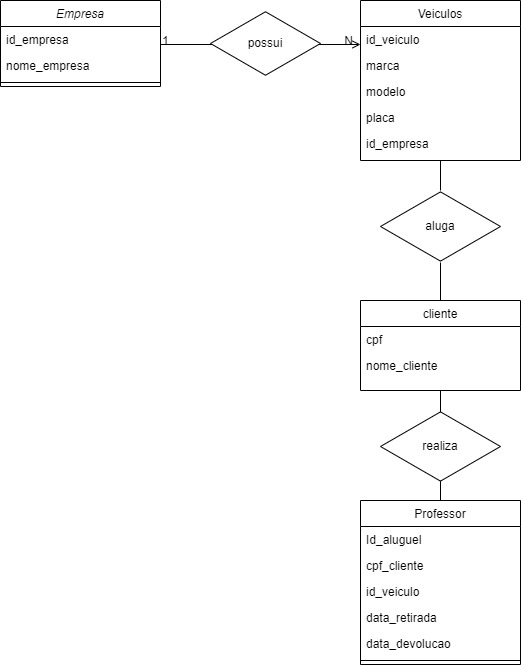 Empresa
id_empresa
nome_empresa
1
possui
N
Veiculos
id_veiculo
marca
modelo
placa
id_empresa
aluga
cliente
cpf
nome_cliente
realiza
Professor
Id_aluguel
cpf_cliente
id_veiculo
data_retirada
data_devolucao